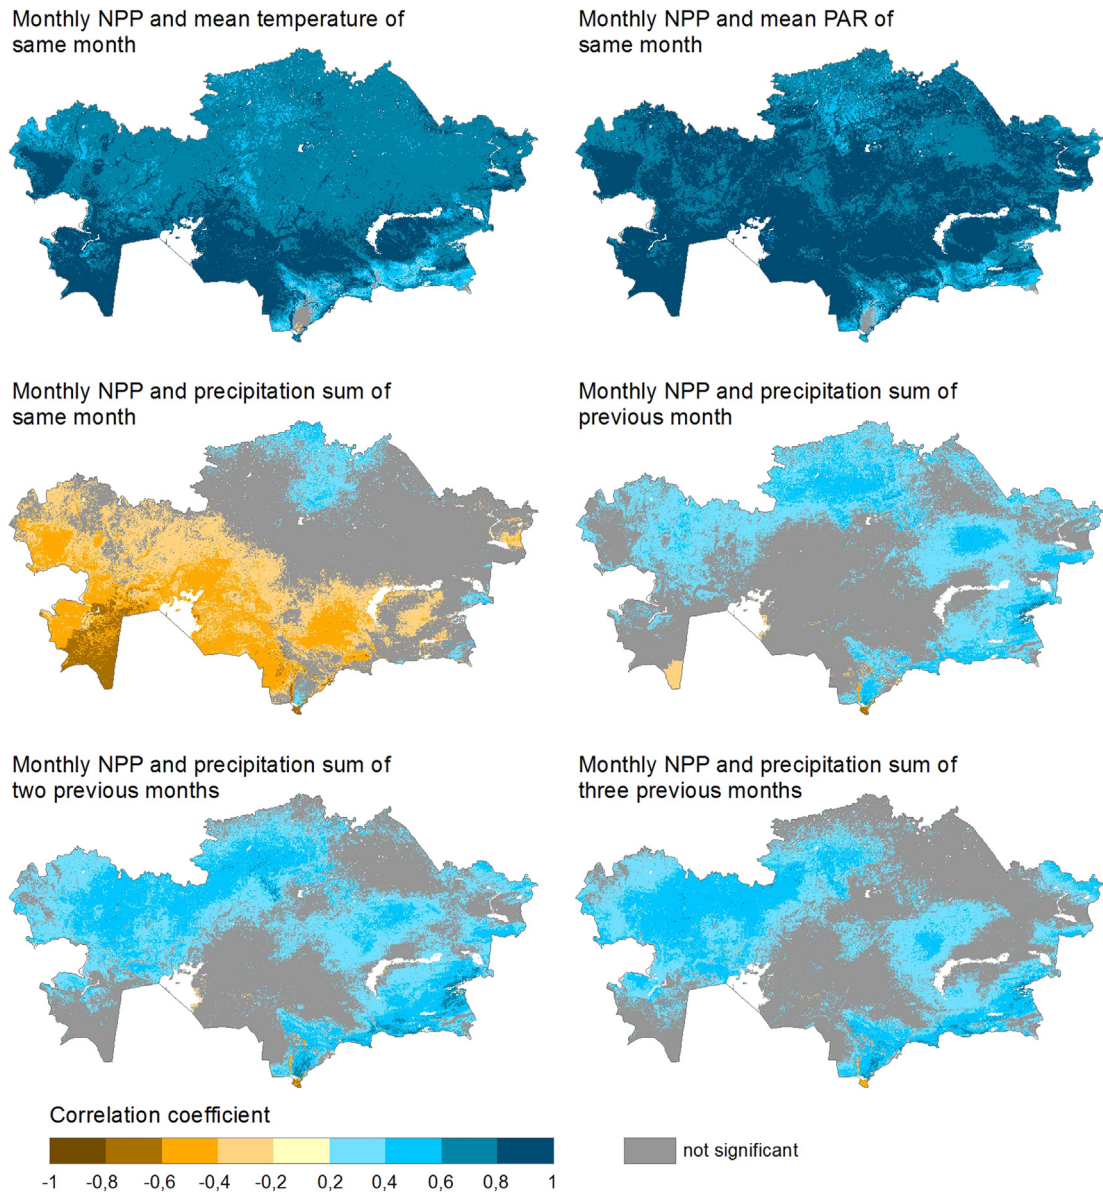 Monthly NPP and mean temperature of
same month
Monthly NPP and mean PAR of
same month
Monthly NPP and precipitation sum of
same month
Monthly NPP and precipitation sum of
previous month
Monthly NPP and precipitation sum of
two previous months
Monthly NPP and precipitation sum of
three previous months
Correlation coefficient
not significant
-1 -0,8 -0,6 -0,4 -0,2 0,2 0,4 0,6 0,8 1